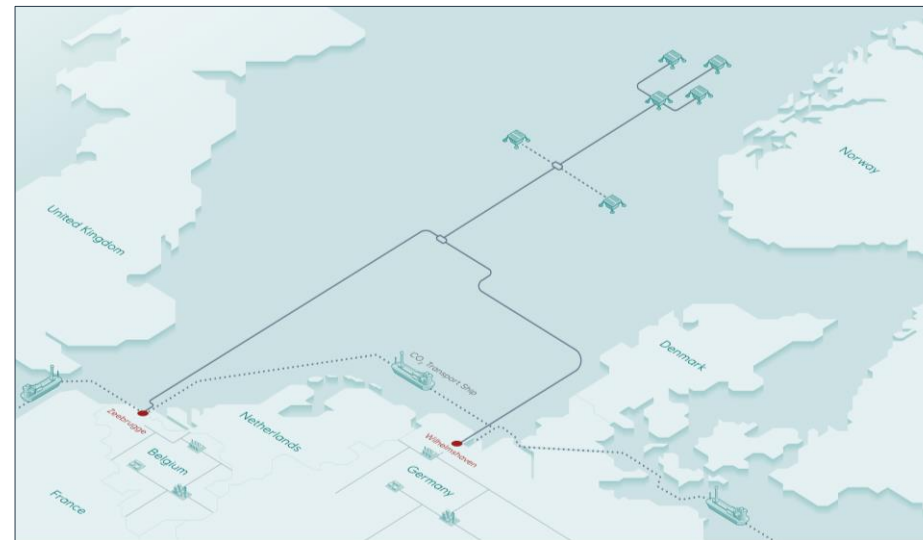 United Kingdom
Norway
Denmark
CO₂ Transport Ship
Zeebrugge
Netherlands
Wilhelmshaven
Belgium
Germany
France